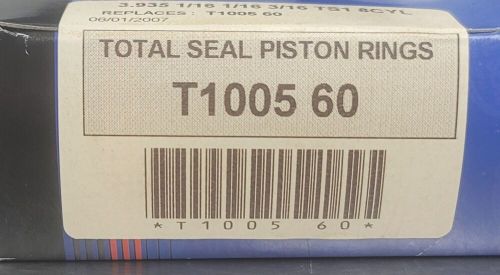 3.935 1/16 1/16 3/16 TS1 8CYL
REPLACES : T1005 60
06/01/2007
TOTAL SEAL PISTON RINGS
T1005 60
*T1005 60*